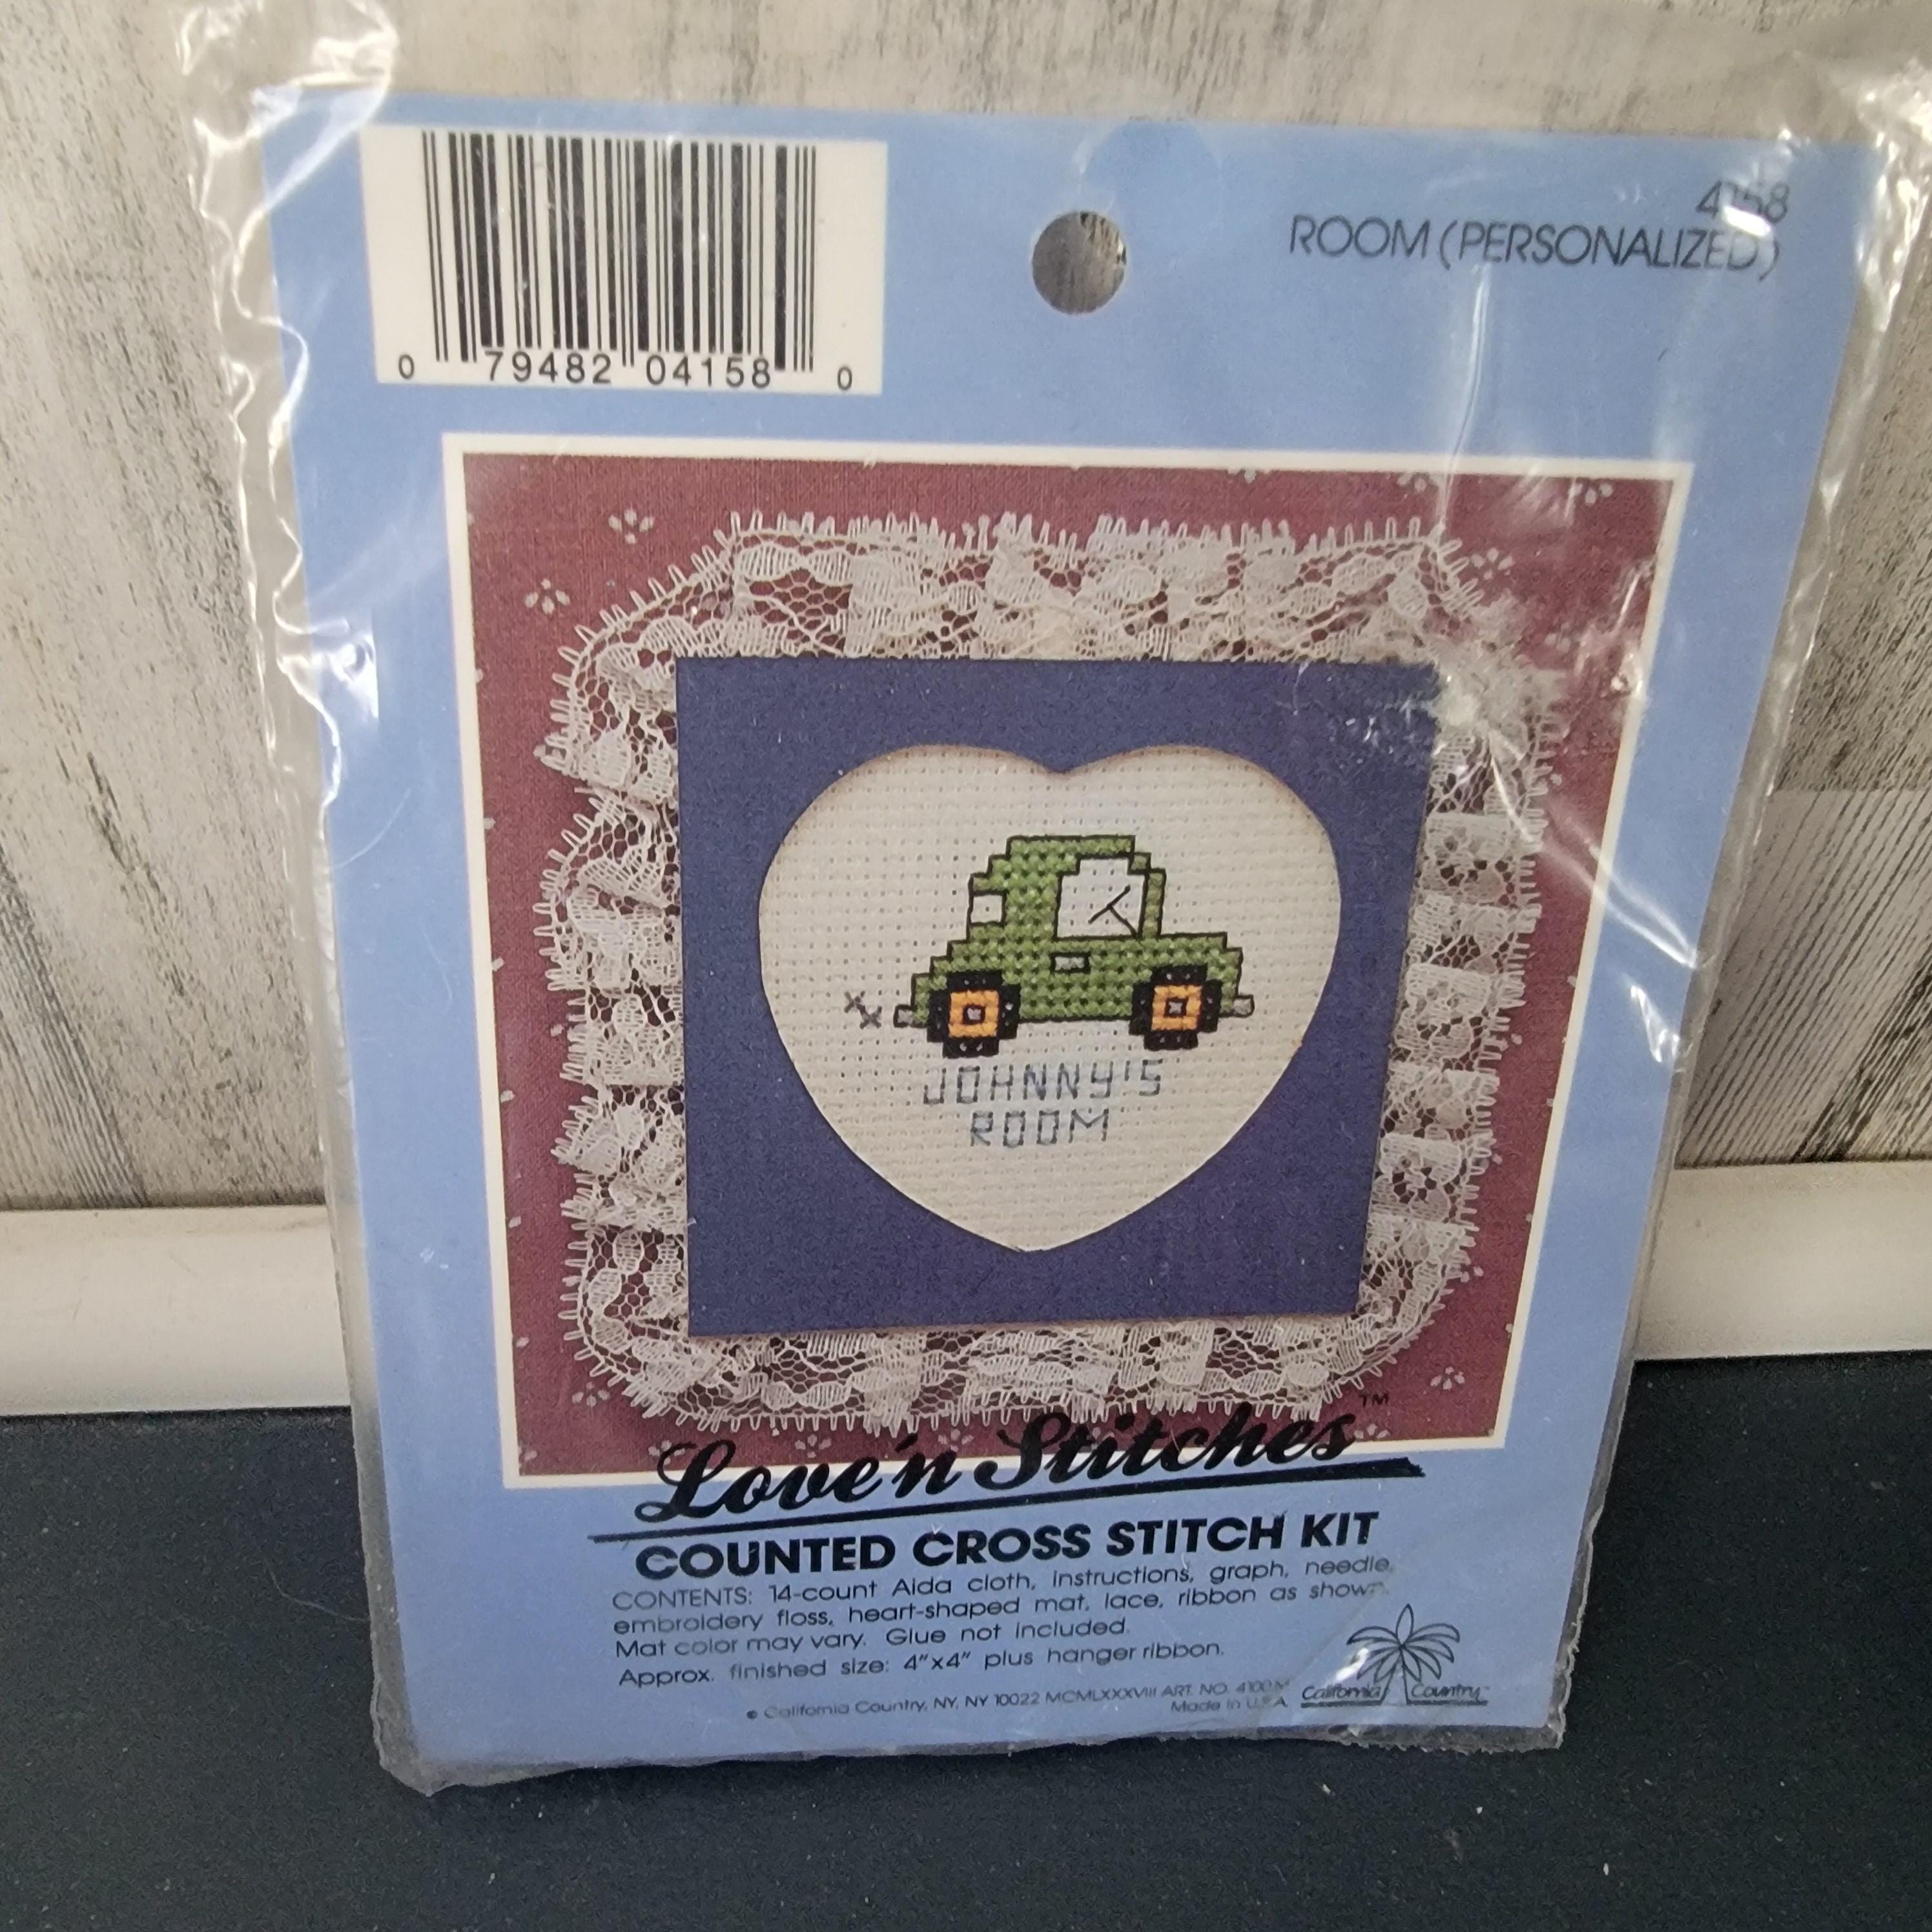 4158
ROOM (PERSONALIZED)
0 79482 04158 0
JOHNNY'S
ROOM
Love'n Stitches™
COUNTED CROSS STITCH KIT
CONTENTS: 14-count Aida cloth, instructions, graph, needle,
embroidery floss, heart-shaped mat, lace, ribbon as shown.
Mat color may vary. Glue not included.
Approx. finished size: 4"x4" plus hanger ribbon.
© California Country, NY, NY 10022 MCMLXXXVIII ART. NO. 4100M
Made in U.S.A.
California Country™